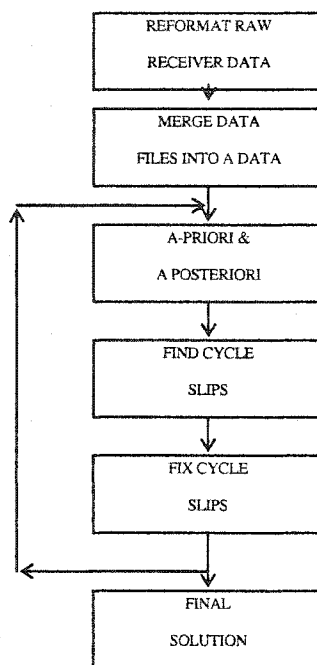 REFORMAT RAW
RECEIVER DATA
MERGE DATA
FILES INTO A DATA
A-PRIORI &
A POSTERIORI
FIND CYCLE
SLIPS
FIX CYCLE
SLIPS
FINAL
SOLUTION